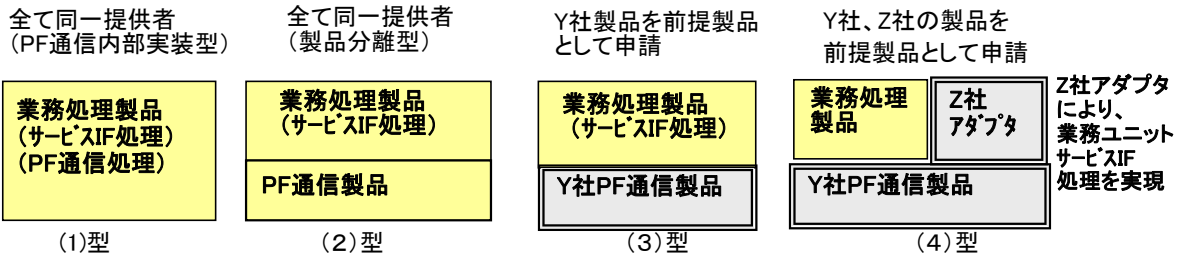 全て同一提供者
（PF通信内部実装型）
業務処理製品
（サービスIF処理）
（PF通信処理）
(1)型
全て同一提供者
（製品分離型）
業務処理製品
（サービスIF処理）
PF通信製品
（２）型
Y社製品を前提製品
として申請
業務処理製品
（サービスIF処理）
Y社PF通信製品
（３）型
Y社、Z社の製品を
前提製品として申請
業務処理
製品
Z社
アダプタ
Y社PF通信製品
Z社アダプタ
により、
業務ユニット
サービスIF
処理を実現
（４）型